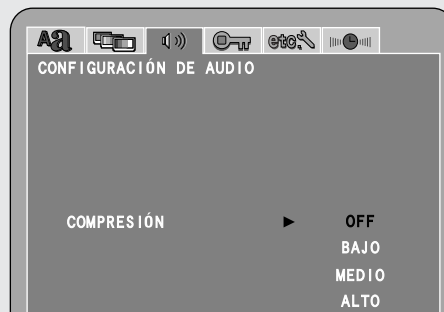 Aa etc.
CONFIGURACIÓN DE AUDIO
COMPRESIÓN ► OFF
BAJO
MEDIO
ALTO